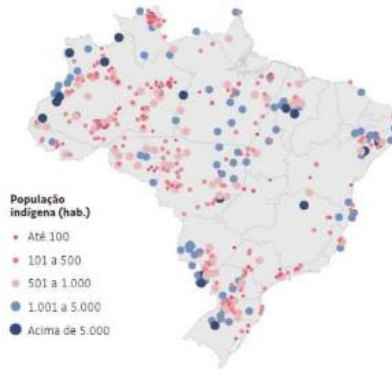 População
indígena (hab.)
Até 100
101 a 500
501 a 1.000
1.001 a 5.000
Acima de 5.000